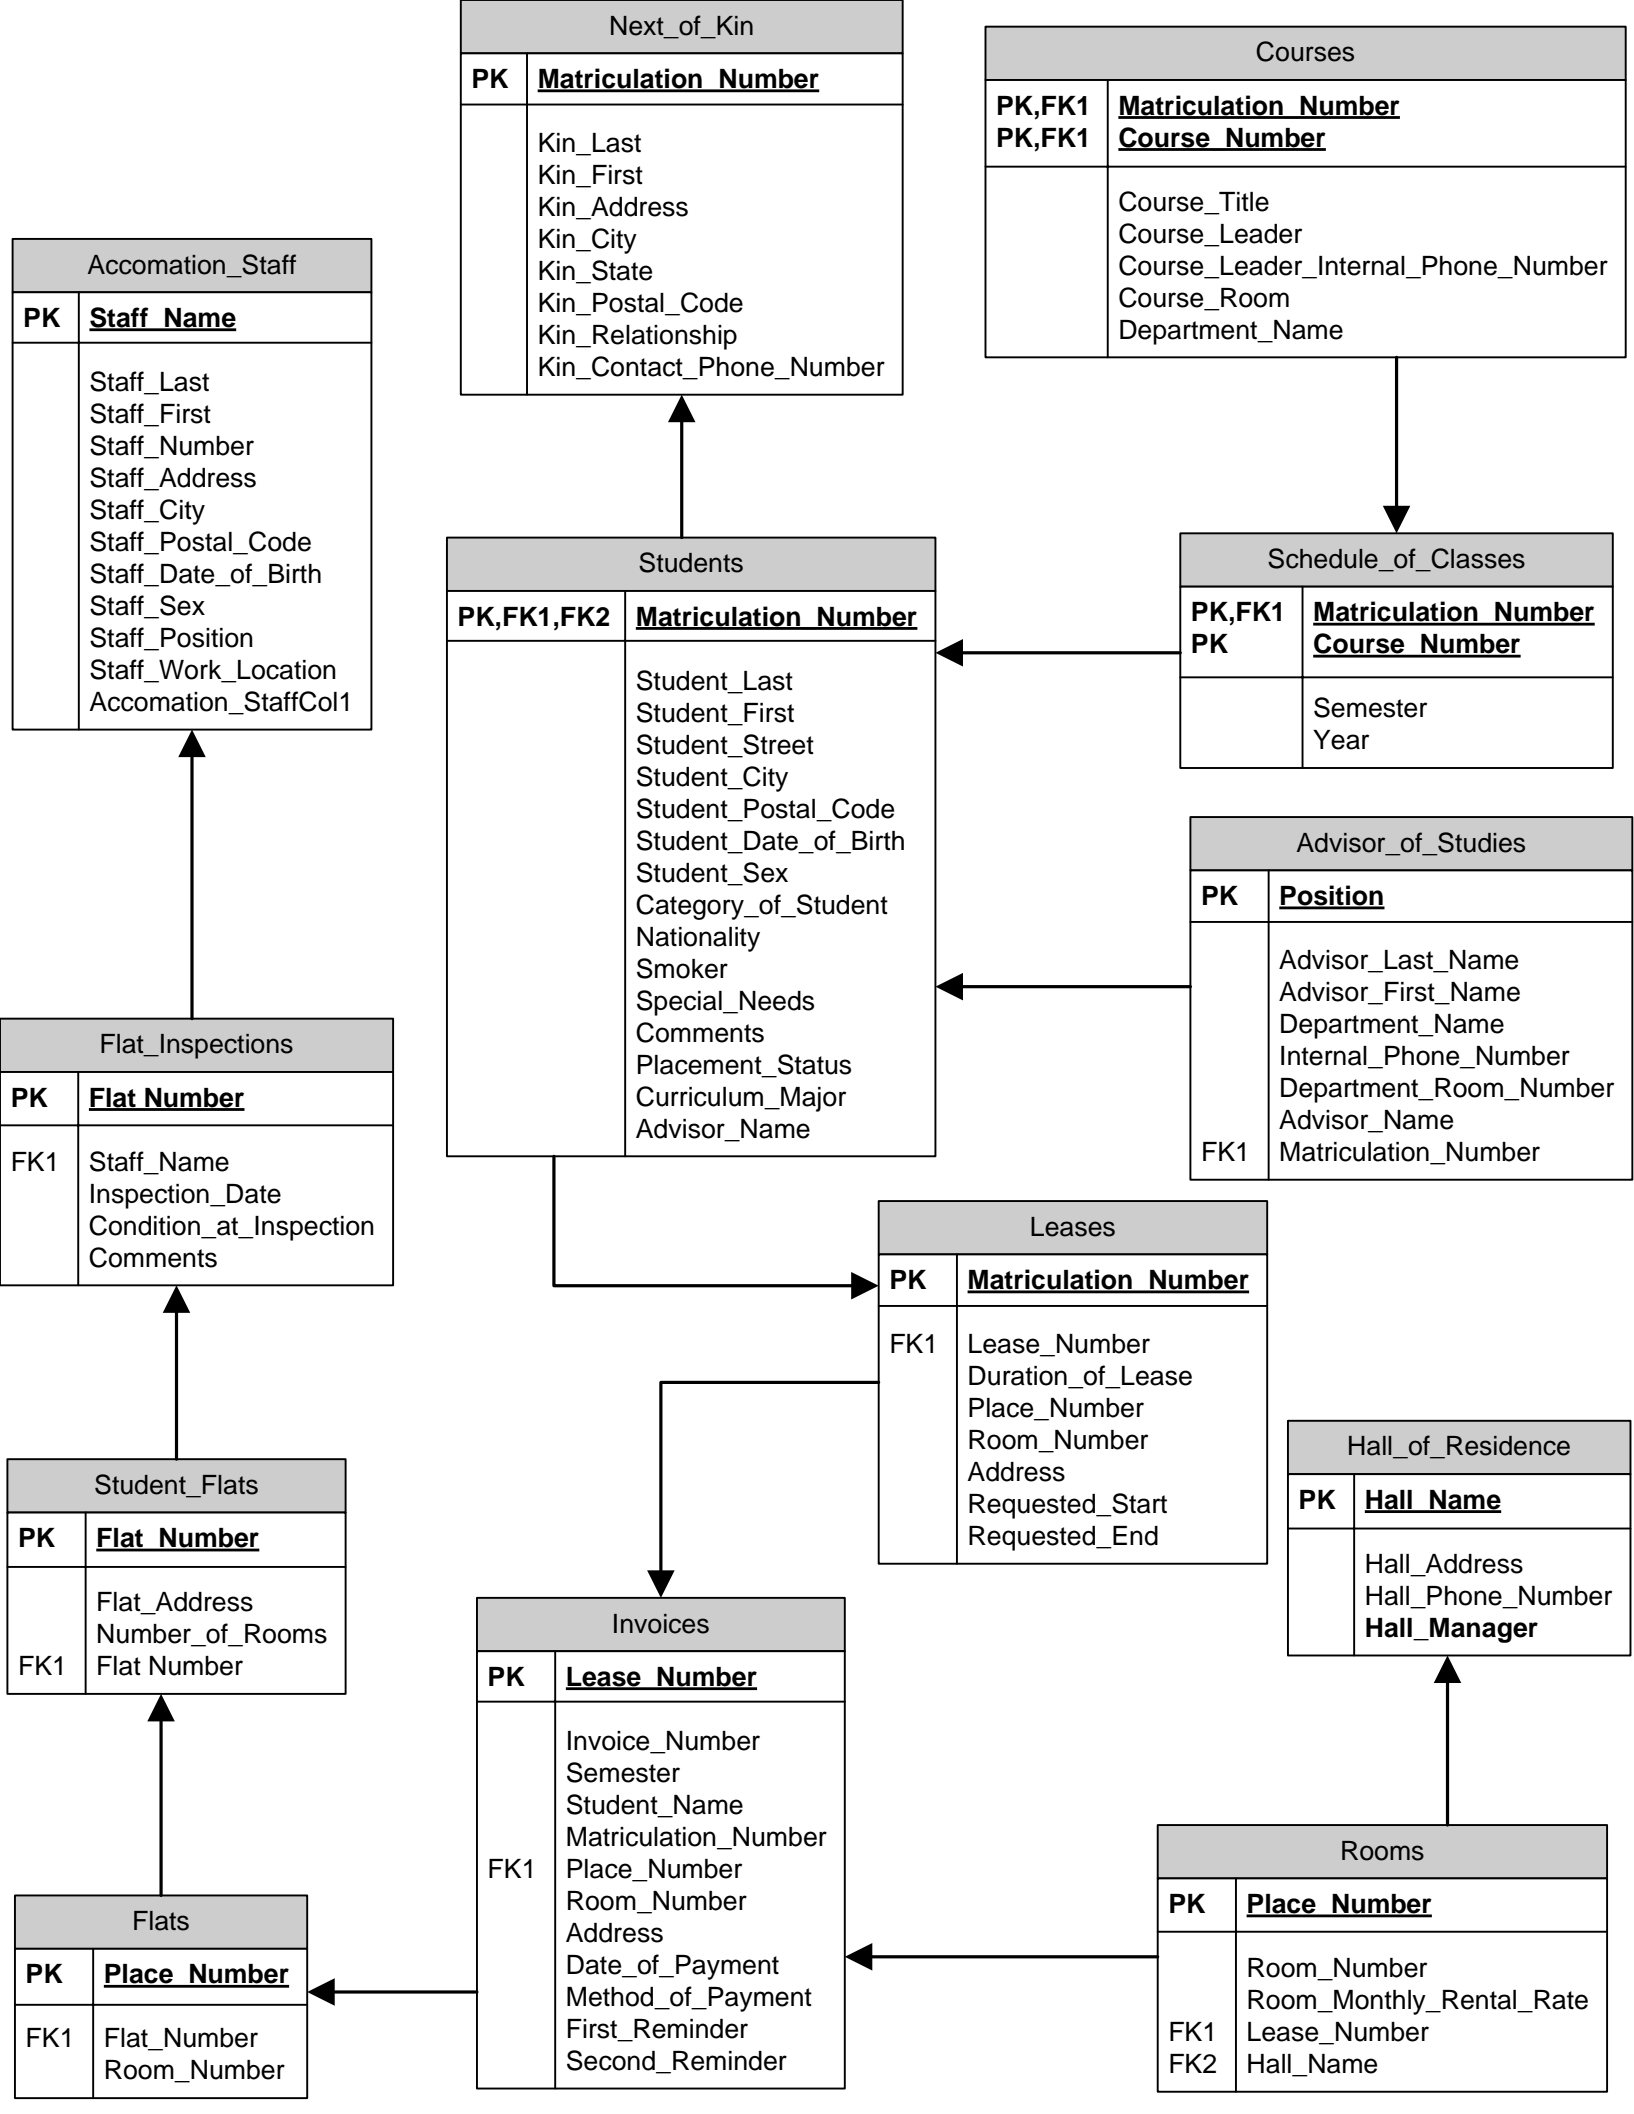 Next_of_Kin
PK Matriculation_Number
Kin_Last
Kin_First
Kin_Address
Kin_City
Kin_State
Kin_Postal_Code
Kin_Relationship
Kin_Contact_Phone_Number
Courses
PK,FK1 Matriculation_Number
PK,FK1 Course_Number
Course_Title
Course_Leader
Course_Leader_Internal_Phone_Number
Course_Room
Department_Name
Accomation_Staff
PK Staff_Name
Staff_Last
Staff_First
Staff_Number
Staff_Address
Staff_City
Staff_Postal_Code
Staff_Date_of_Birth
Staff_Sex
Staff_Position
Staff_Work_Location
Accomation_StaffCol1
Students
PK,FK1,FK2 Matriculation_Number
Student_Last
Student_First
Student_Street
Student_City
Student_Postal_Code
Student_Date_of_Birth
Student_Sex
Category_of_Student
Nationality
Smoker
Special_Needs
Comments
Placement_Status
Curriculum_Major
Advisor_Name
Schedule_of_Classes
PK,FK1 Matriculation_Number
PK Course_Number
Semester
Year
Advisor_of_Studies
PK Position
Advisor_Last_Name
Advisor_First_Name
Department_Name
Internal_Phone_Number
Department_Room_Number
Advisor_Name
FK1 Matriculation_Number
Flat_Inspections
PK Flat Number
FK1 Staff_Name
Inspection_Date
Condition_at_Inspection
Comments
Leases
PK Matriculation_Number
FK1 Lease_Number
Duration_of_Lease
Place_Number
Room_Number
Address
Requested_Start
Requested_End
Hall_of_Residence
PK Hall_Name
Hall_Address
Hall_Phone_Number
Hall_Manager
Student_Flats
PK Flat_Number
Flat_Address
Number_of_Rooms
FK1 Flat Number
Invoices
PK Lease_Number
Invoice_Number
Semester
Student_Name
Matriculation_Number
FK1 Place_Number
Room_Number
Address
Date_of_Payment
Method_of_Payment
First_Reminder
Second_Reminder
Rooms
PK Place_Number
Room_Number
Room_Monthly_Rental_Rate
FK1 Lease_Number
FK2 Hall_Name
Flats
PK Place_Number
FK1 Flat_Number
Room_Number